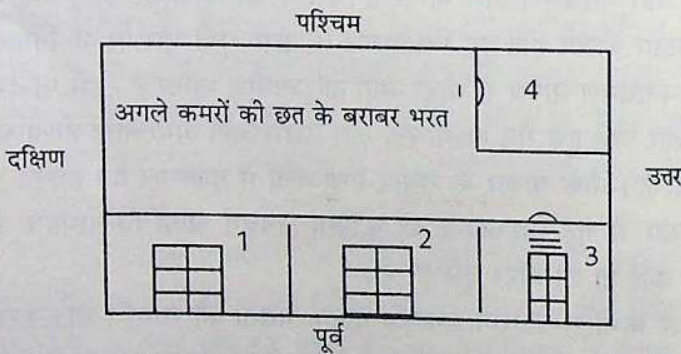 पश्चिम
4
अगले कमरों की छत के बराबर भरत
दक्षिण
उत्तर
1
2
3
पूर्व